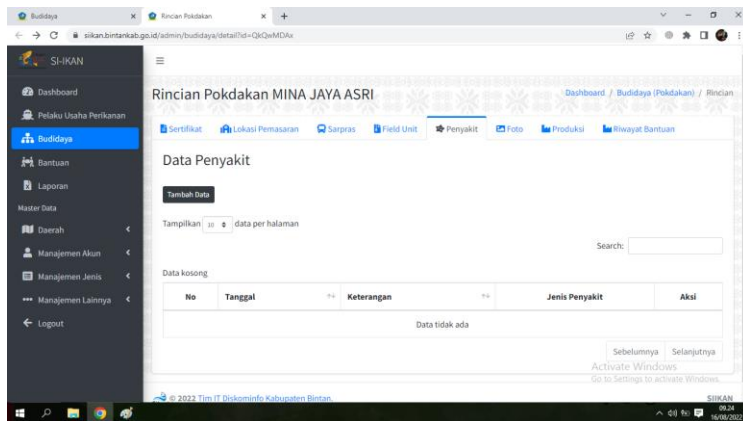 Budidaya
Rincian Pokdakan
siikan.bintankab.go.id/admin/budidaya/detail?id=QkQwMDAx
SI-IKAN
Dashboard
Pelaku Usaha Perikanan
Budidaya
Bantuan
Laporan
Master Data
Daerah
Manajemen Akun
Manajemen Jenis
Manajemen Lainnya
Logout
Rincian Pokdakan MINA JAYA ASRI
Dashboard / Budidaya (Pokdakan) / Rincian
Sertifikat Lokasi Pemasaran Sarpras Field Unit Penyakit Foto Produksi Riwayat Bantuan
Data Penyakit
Tambah Data
Tampilkan 10 data per halaman
Search:
Data kosong
No Tanggal Keterangan Jenis Penyakit Aksi
Data tidak ada
Sebelumnya Selanjutnya
Activate Windows
Go to Settings to activate Windows.
© 2022 Tim IT Diskominfo Kabupaten Bintan.
SIIKAN
09.24
16/08/2022